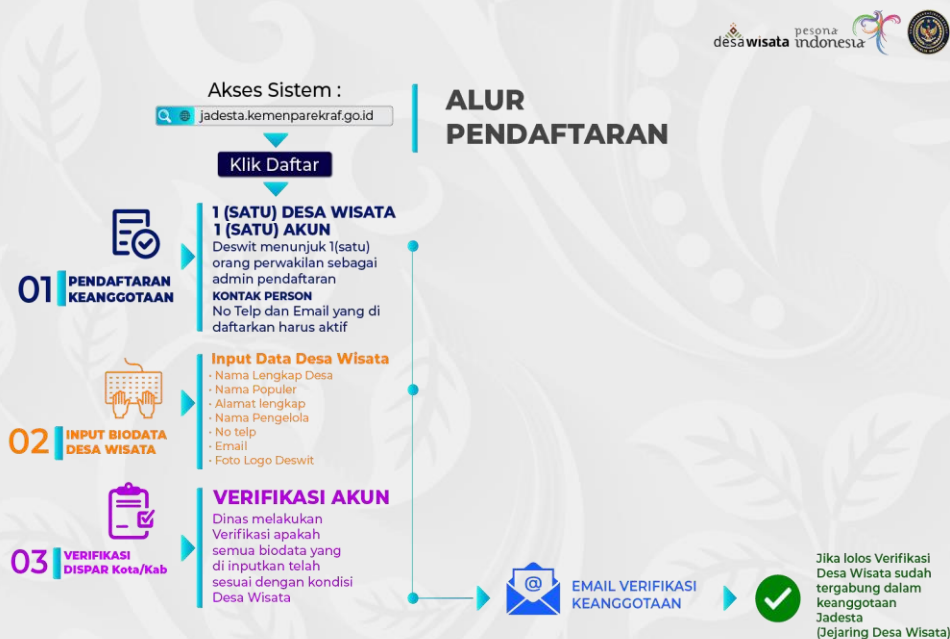 desa wisata
pesona
indonesia
Akses Sistem :
jadesta.kemenparekraf.go.id
Klik Daftar
ALUR
PENDAFTARAN
01
PENDAFTARAN
KEANGGOTAAN
1 (SATU) DESA WISATA
1 (SATU) AKUN
Deswit menunjuk 1(satu)
orang perwakilan sebagai
admin pendaftaran
KONTAK PERSON
No Telp dan Email yang di
daftarkan harus aktif
02
INPUT BIODATA
DESA WISATA
Input Data Desa Wisata
• Nama Lengkap Desa
• Nama Populer
• Alamat lengkap
• Nama Pengelola
• No telp
• Email
• Foto Logo Deswit
03
VERIFIKASI
DISPAR Kota/Kab
VERIFIKASI AKUN
Dinas melakukan
Verifikasi apakah
semua biodata yang
di inputkan telah
sesuai dengan kondisi
Desa Wisata
@
EMAIL VERIFIKASI
KEANGGOTAAN
Jika lolos Verifikasi
Desa Wisata sudah
tergabung dalam
keanggotaan
Jadesta
(Jejaring Desa Wisata)